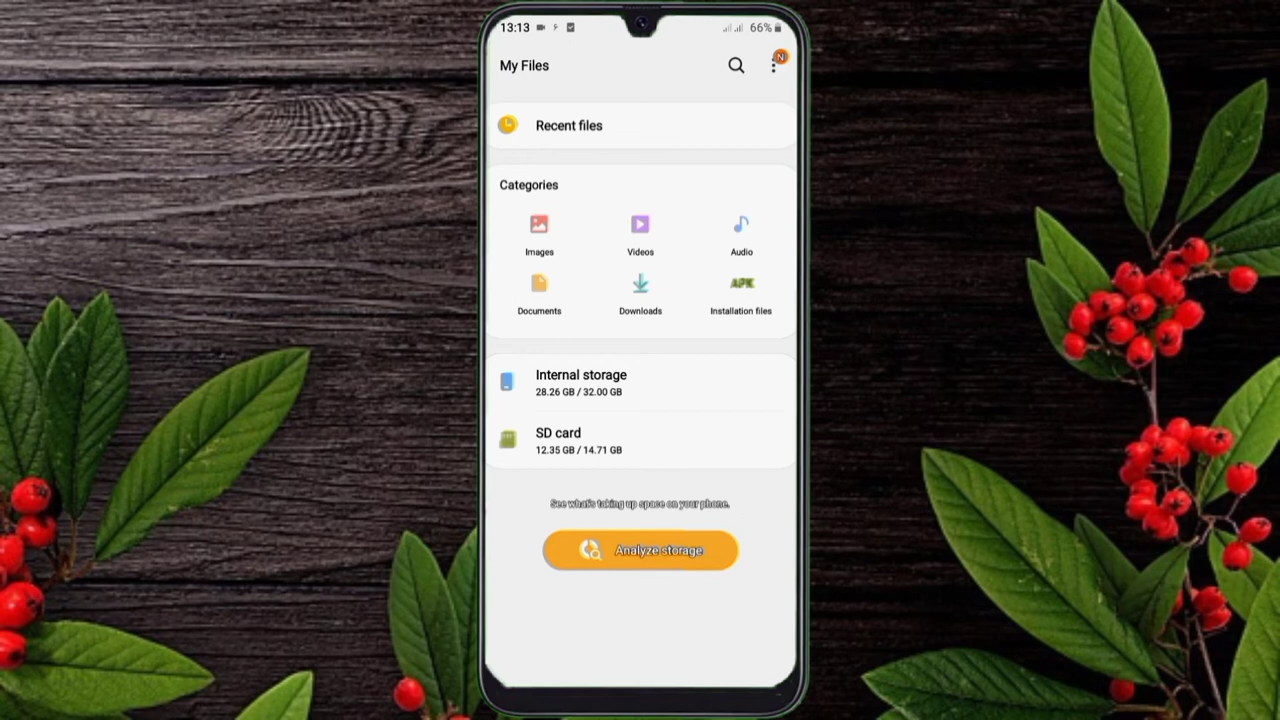 13:13 66%
My Files
N
Recent files
Categories
Images Videos Audio
APK
Documents Downloads Installation files
Internal storage
28.26 GB / 32.00 GB
SD card
12.35 GB / 14.71 GB
See what's taking up space on your phone.
Analyze storage